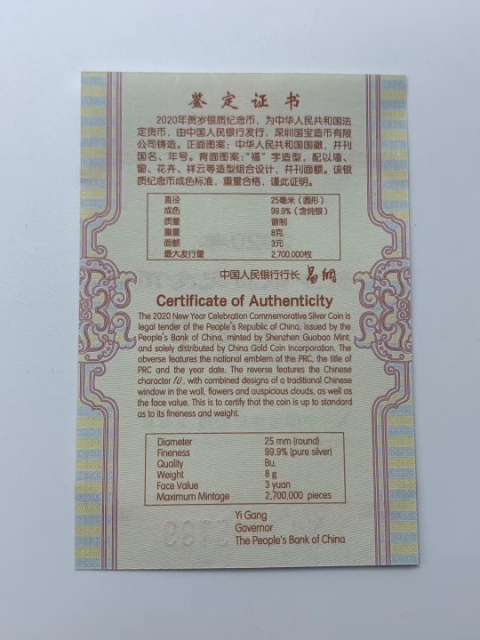 鉴定证书
2020年贺岁银质纪念币，为中华人民共和国法
定货币，由中国人民银行发行，深圳国宝造币有限
公司铸造。正面图案：中华人民共和国国徽，并刊
国名、年号。背面图案：“福”字造型，配以墙、
窗、花卉、祥云等造型组合设计，并刊面额。该银
质纪念币成色标准，重量合格，谨此证明。
直径 25毫米（圆形）
成色 99.9%（含纯银）
质量 普制
重量 8克
面额 3元
最大发行量 2,700,000枚
中国人民银行行长 易纲
Certificate of Authenticity
The 2020 New Year Celebration Commemorative Silver Coin is
legal tender of the People's Republic of China, issued by the
People's Bank of China, minted by Shenzhen Guobao Mint,
and solely distributed by China Gold Coin Incorporation. The
obverse features the national emblem of the PRC, the title of
PRC and the year date. The reverse features the Chinese
character fú, with combined designs of a traditional Chinese
window in the wall, flowers and auspicious clouds, as well as
the face value. This is to certify that the coin is up to standard
as to its fineness and weight.
Diameter 25 mm (round)
Fineness 99.9% (pure silver)
Quality Bu.
Weight 8 g
Face Value 3 yuan
Maximum Mintage 2,700,000 pieces
Yi Gang
Governor
The People's Bank of China